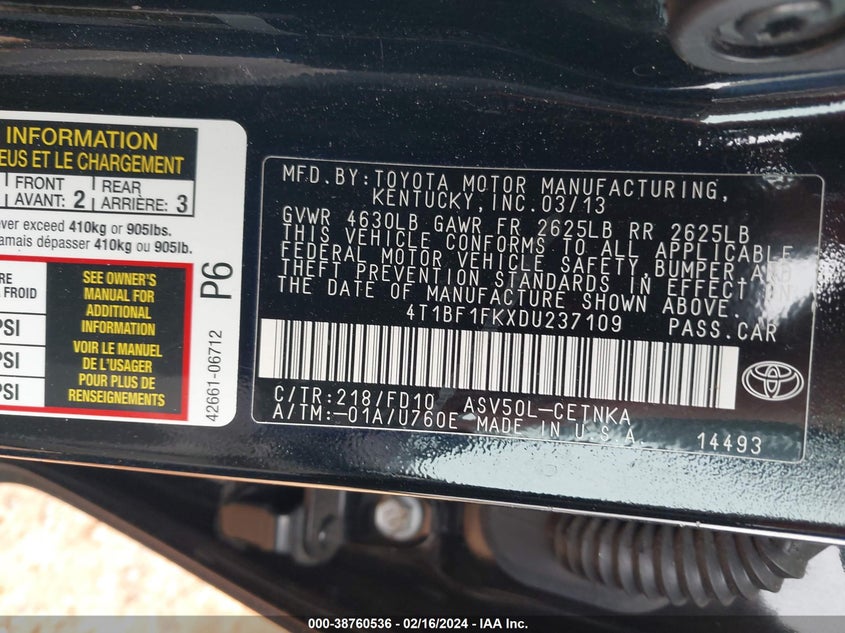 INFORMATION
EUS ET LE CHARGEMENT
FRONT
AVANT: 2
REAR
ARRIÈRE: 3
ver exceed 410kg or 905lbs.
amais dépasser 410kg ou 905lb.
RE
FROID
PSI
PSI
PSI
SEE OWNER'S
MANUAL FOR
ADDITIONAL
INFORMATION
VOIR LE MANUEL
DE L'USAGER
POUR PLUS DE
RENSEIGNEMENTS
P6
42661-06712
MFD.BY:TOYOTA MOTOR MANUFACTURING,
KENTUCKY, INC.03/13
GVWR 4630LB GAWR FR 2625LB RR 2625LB
THIS VEHICLE CONFORMS TO ALL APPLICABLE
FEDERAL MOTOR VEHICLE SAFETY,BUMPER,AND
THEFT PREVENTION STANDARDS IN EFFECT ON
THE DATE OF MANUFACTURE SHOWN ABOVE.
4T1BF1FKXDU237109 PASS.CAR
C/TR:218/FD10 ASV50L-CETNKA
A/TM:-01A/U760E MADE IN U.S.A.
14493
000-38760536 - 02/16/2024 - IAA Inc.